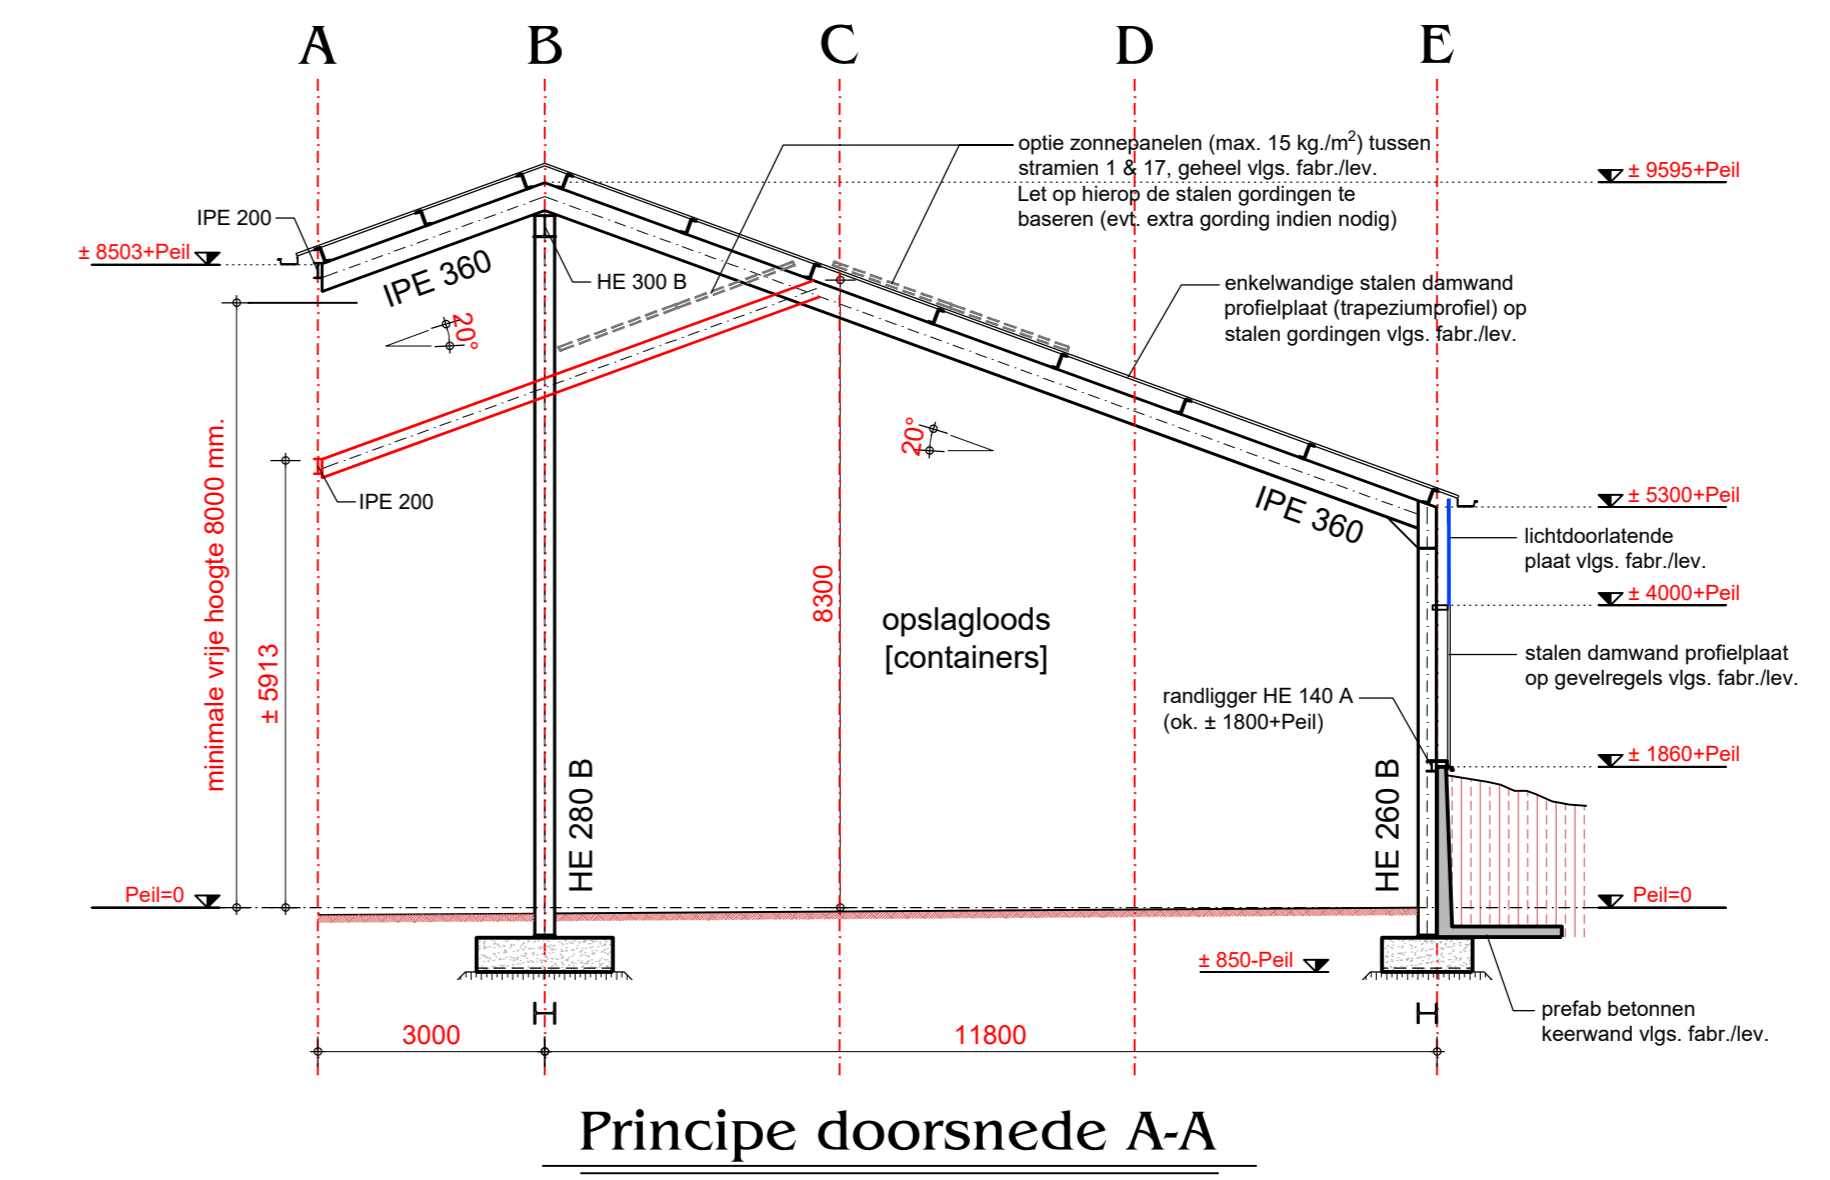 A B C D E
optie zonnepanelen (max. 15 kg./m²) tussen
stramien 1 & 17, geheel vlgs. fabr./lev.
Let op hierop de stalen gordingen te
baseren (evt. extra gording indien nodig)
± 9595+Peil
IPE 200
± 8503+Peil
IPE 360
HE 300 B
enkelwandige stalen damwand
profielplaat (trapeziumprofiel) op
stalen gordingen vlgs. fabr./lev.
20°
20°
IPE 200
IPE 360
± 5300+Peil
lichtdoorlatende
plaat vlgs. fabr./lev.
± 4000+Peil
minimale vrije hoogte 8000 mm.
± 5913
8300
opslagloods
[containers]
stalen damwand profielplaat
op gevelregels vlgs. fabr./lev.
randligger HE 140 A
(ok. ± 1800+Peil)
± 1860+Peil
HE 280 B
HE 260 B
Peil=0
Peil=0
± 850-Peil
prefab betonnen
keerwand vlgs. fabr./lev.
3000
11800
Principe doorsnede A-A